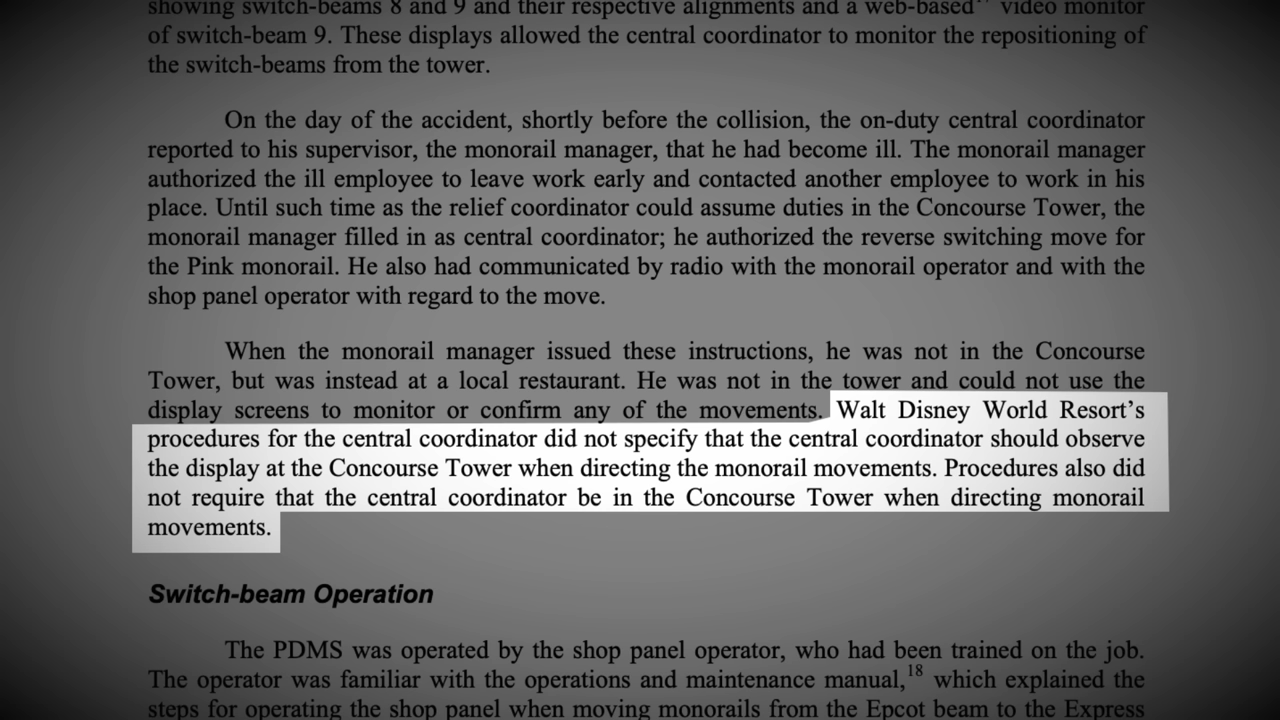 showing switch-beams 8 and 9 and their respective alignments and a web-based video monitor
of switch-beam 9. These displays allowed the central coordinator to monitor the repositioning of
the switch-beams from the tower.
On the day of the accident, shortly before the collision, the on-duty central coordinator
reported to his supervisor, the monorail manager, that he had become ill. The monorail manager
authorized the ill employee to leave work early and contacted another employee to work in his
place. Until such time as the relief coordinator could assume duties in the Concourse Tower, the
monorail manager filled in as central coordinator; he authorized the reverse switching move for
the Pink monorail. He also had communicated by radio with the monorail operator and with the
shop panel operator with regard to the move.
When the monorail manager issued these instructions, he was not in the Concourse
Tower, but was instead at a local restaurant. He was not in the tower and could not use the
display screens to monitor or confirm any of the movements. Walt Disney World Resort’s
procedures for the central coordinator did not specify that the central coordinator should observe
the display at the Concourse Tower when directing the monorail movements. Procedures also did
not require that the central coordinator be in the Concourse Tower when directing monorail
movements.
Switch-beam Operation
The PDMS was operated by the shop panel operator, who had been trained on the job.
The operator was familiar with the operations and maintenance manual,18 which explained the
steps for operating the shop panel when moving monorails from the Epcot beam to the Express